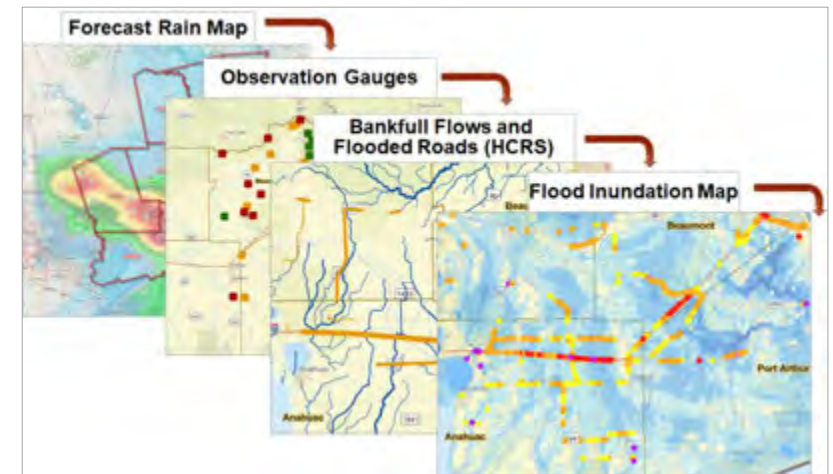 Forecast Rain Map
Observation Gauges
Bankfull Flows and
Flooded Roads (HCRS)
Flood Inundation Map
Beaumont
Port Arthur
Anahuac
Anahuac